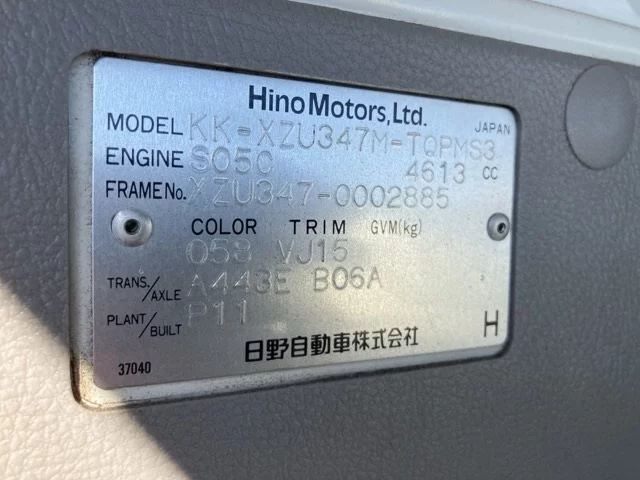 Hino Motors, Ltd.
MODEL KK-XZU347M-TQPMS3 JAPAN
ENGINE S05C 4613 cc
FRAME No. XZU347-0002885
COLOR TRIM GVM(kg)
058 VJ15
TRANS./AXLE A443E B06A
PLANT/BUILT P11
日野自動車株式会社 H
37040